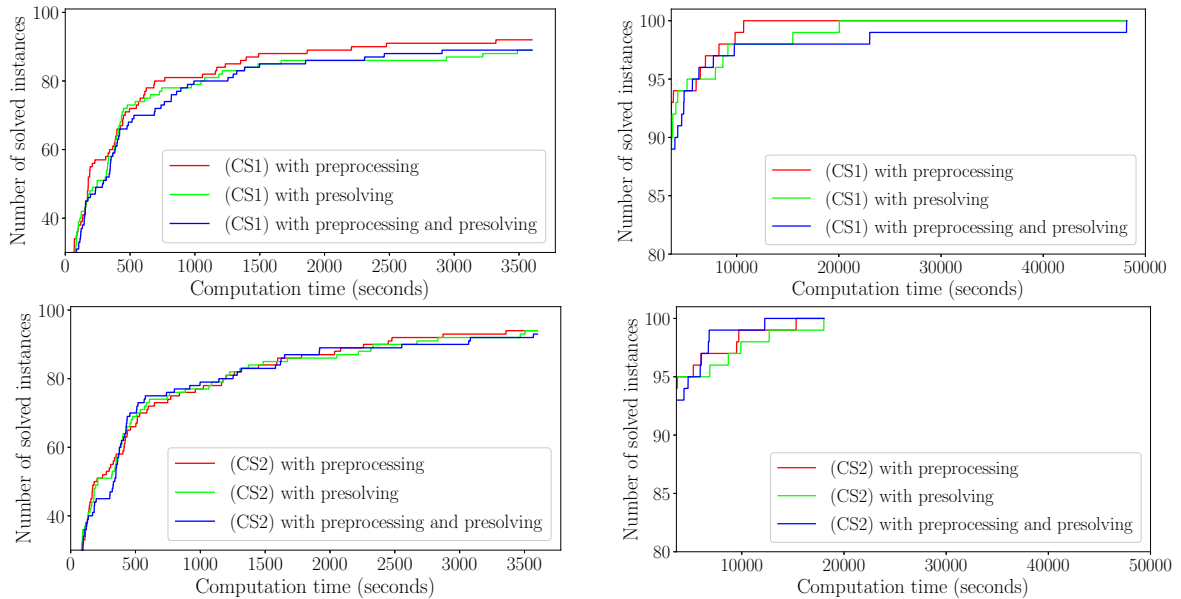 Number of solved instances
100
80
60
40
(CS1) with preprocessing
(CS1) with presolving
(CS1) with preprocessing and presolving
0 500 1000 1500 2000 2500 3000 3500
Computation time (seconds)
Number of solved instances
100
95
90
85
80
(CS1) with preprocessing
(CS1) with presolving
(CS1) with preprocessing and presolving
10000 20000 30000 40000 50000
Computation time (seconds)
Number of solved instances
100
80
60
40
(CS2) with preprocessing
(CS2) with presolving
(CS2) with preprocessing and presolving
0 500 1000 1500 2000 2500 3000 3500
Computation time (seconds)
Number of solved instances
100
95
90
85
80
(CS2) with preprocessing
(CS2) with presolving
(CS2) with preprocessing and presolving
10000 20000 30000 40000 50000
Computation time (seconds)